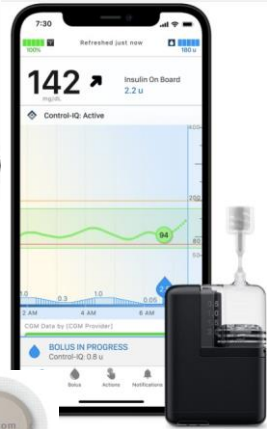 7:30
100%
Refreshed just now
180 u
142
mg/dL
Insulin On Board
2.2 u
Control-IQ: Active
400
250
94
80
1.0 0.3 1.0 0.05
2 AM 4 AM 6 AM
CGM Data by [CGM Provider]
BOLUS IN PROGRESS
Control-IQ: 0.8 u
Bolus Actions Notifications
com